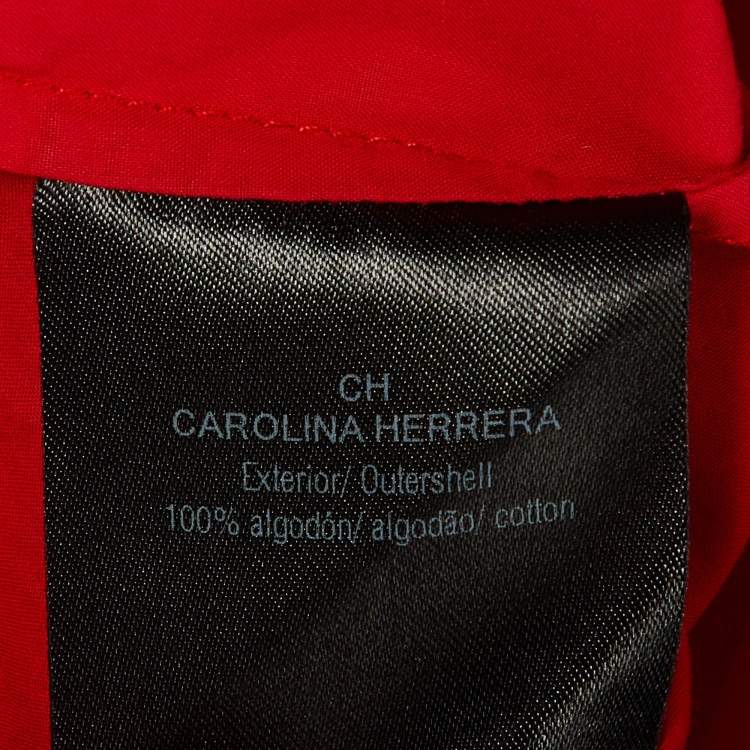 CH
CAROLINA HERRERA
Exterior/ Outershell
100% algodón/ algodão/ cotton